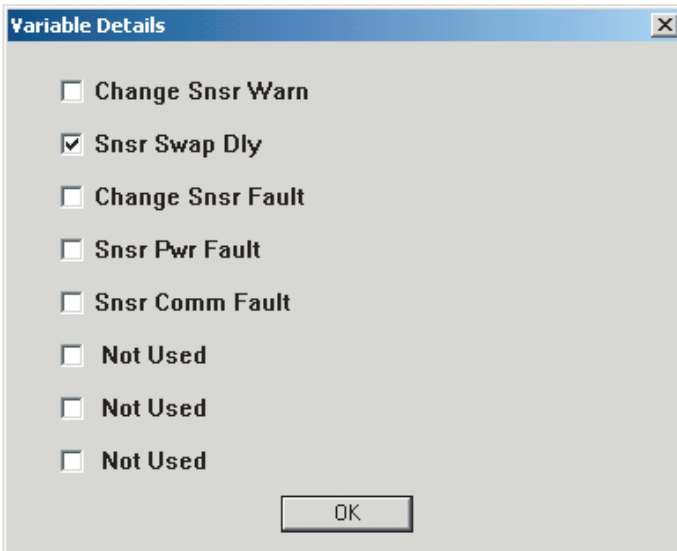 Variable Details
Change Snsr Warn
Snsr Swap Dly
Change Snsr Fault
Snsr Pwr Fault
Snsr Comm Fault
Not Used
Not Used
Not Used
OK